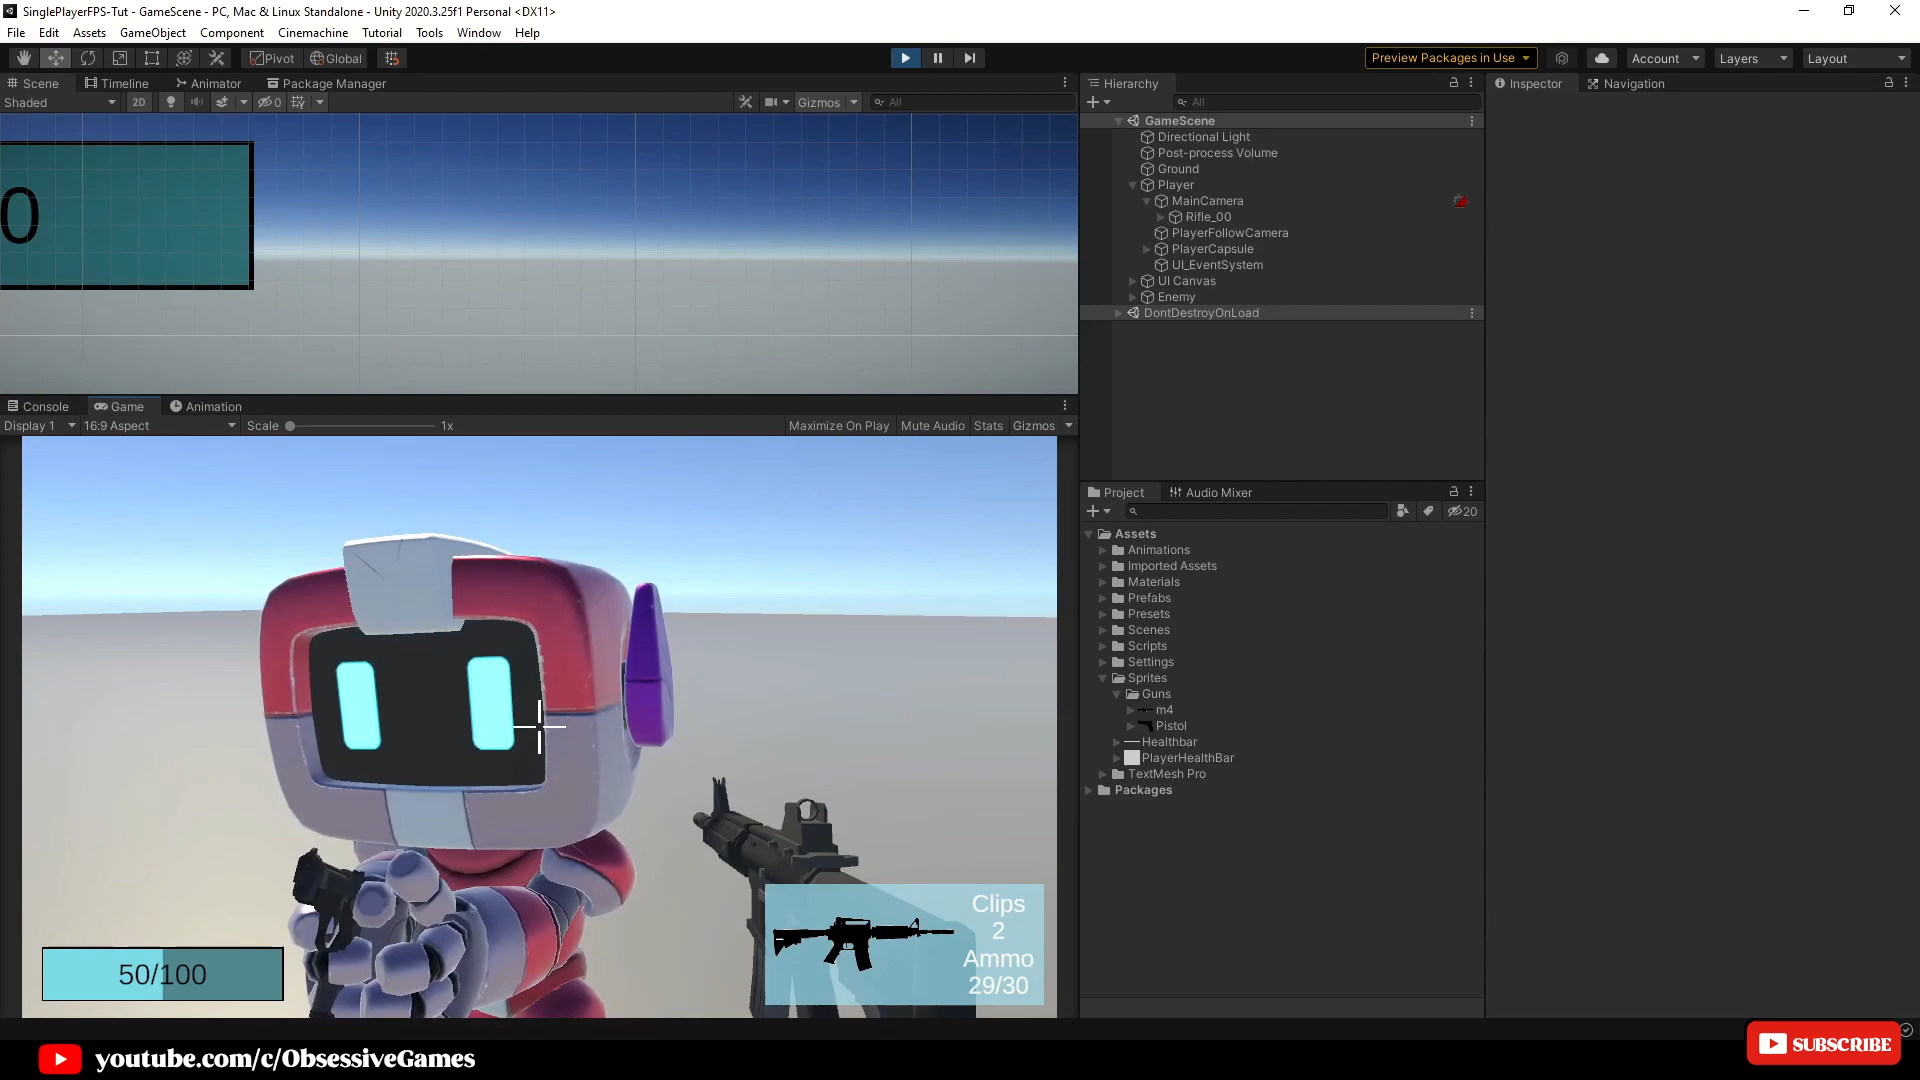 SinglePlayerFPS-Tut - GameScene - PC, Mac & Linux Standalone - Unity 2020.3.25f1 Personal <DX11>
File Edit Assets GameObject Component Cinemachine Tutorial Tools Window Help
Pivot Global Preview Packages in Use Account Layers Layout
Scene Timeline Animator Package Manager
Shaded 2D 0 Gizmos All
0
Hierarchy
All
GameScene
Directional Light
Post-process Volume
Ground
Player
MainCamera
Rifle_00
PlayerFollowCamera
PlayerCapsule
UI_EventSystem
UI Canvas
Enemy
DontDestroyOnLoad
Inspector Navigation
Console Game Animation
Display 1 16:9 Aspect Scale 1x Maximize On Play Mute Audio Stats Gizmos
50/100
Clips
2
Ammo
29/30
Project Audio Mixer
20
Assets
Animations
Imported Assets
Materials
Prefabs
Presets
Scenes
Scripts
Settings
Sprites
Guns
m4
Pistol
Healthbar
PlayerHealthBar
TextMesh Pro
Packages
youtube.com/c/ObsessiveGames
SUBSCRIBE